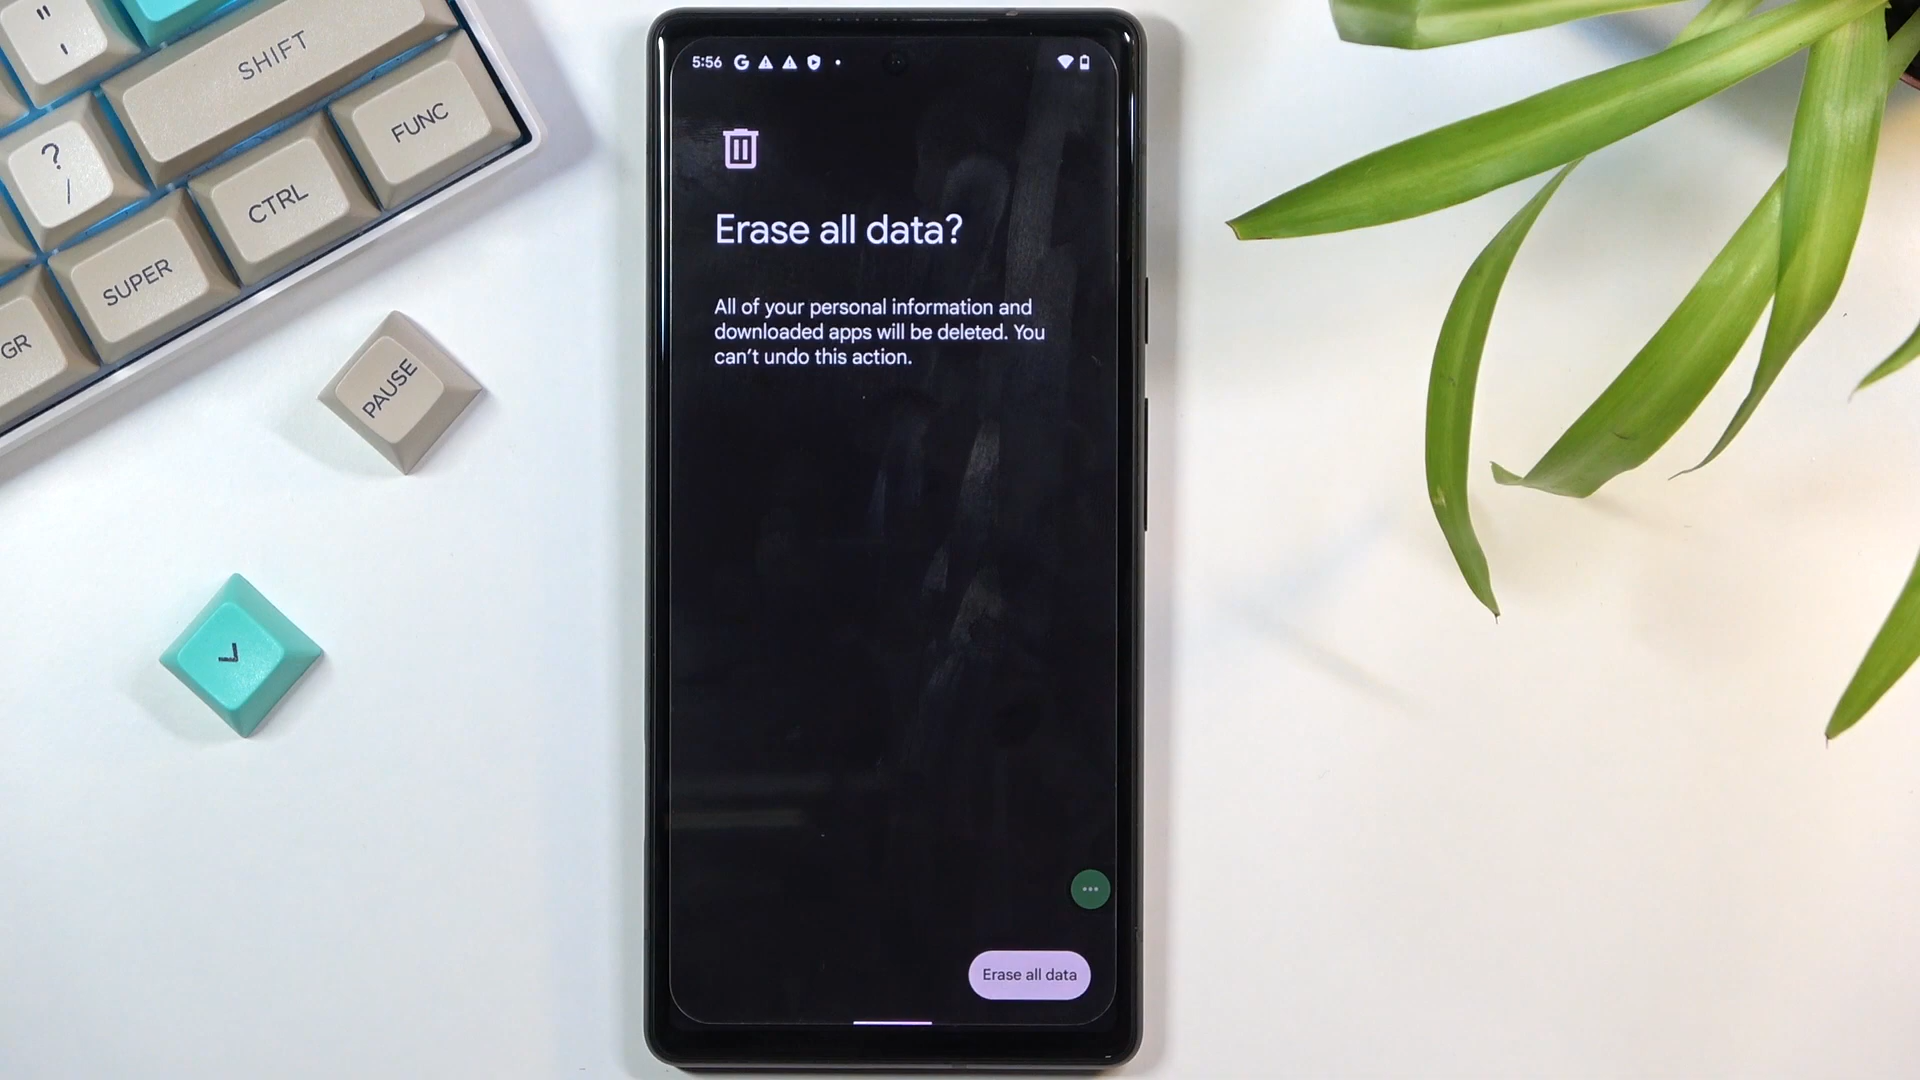 "
'
SHIFT
FUNC
?
/
CTRL
SUPER
GR
PAUSE
5:56
Erase all data?
All of your personal information and
downloaded apps will be deleted. You
can't undo this action.
Erase all data